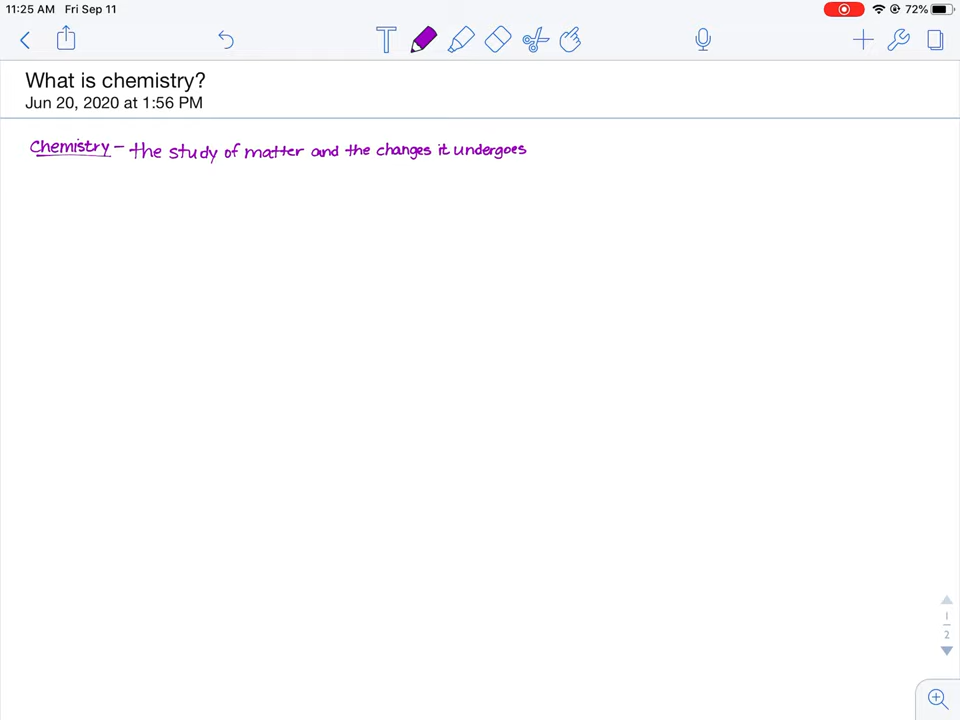 11:25 AM Fri Sep 11 72%
What is chemistry?
Jun 20, 2020 at 1:56 PM
Chemistry – the study of matter and the changes it undergoes
1
2